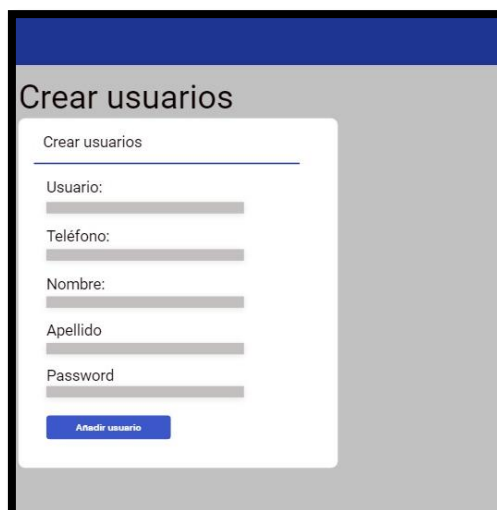 Crear usuarios
Crear usuarios
Usuario:
Teléfono:
Nombre:
Apellido
Password
Añadir usuario